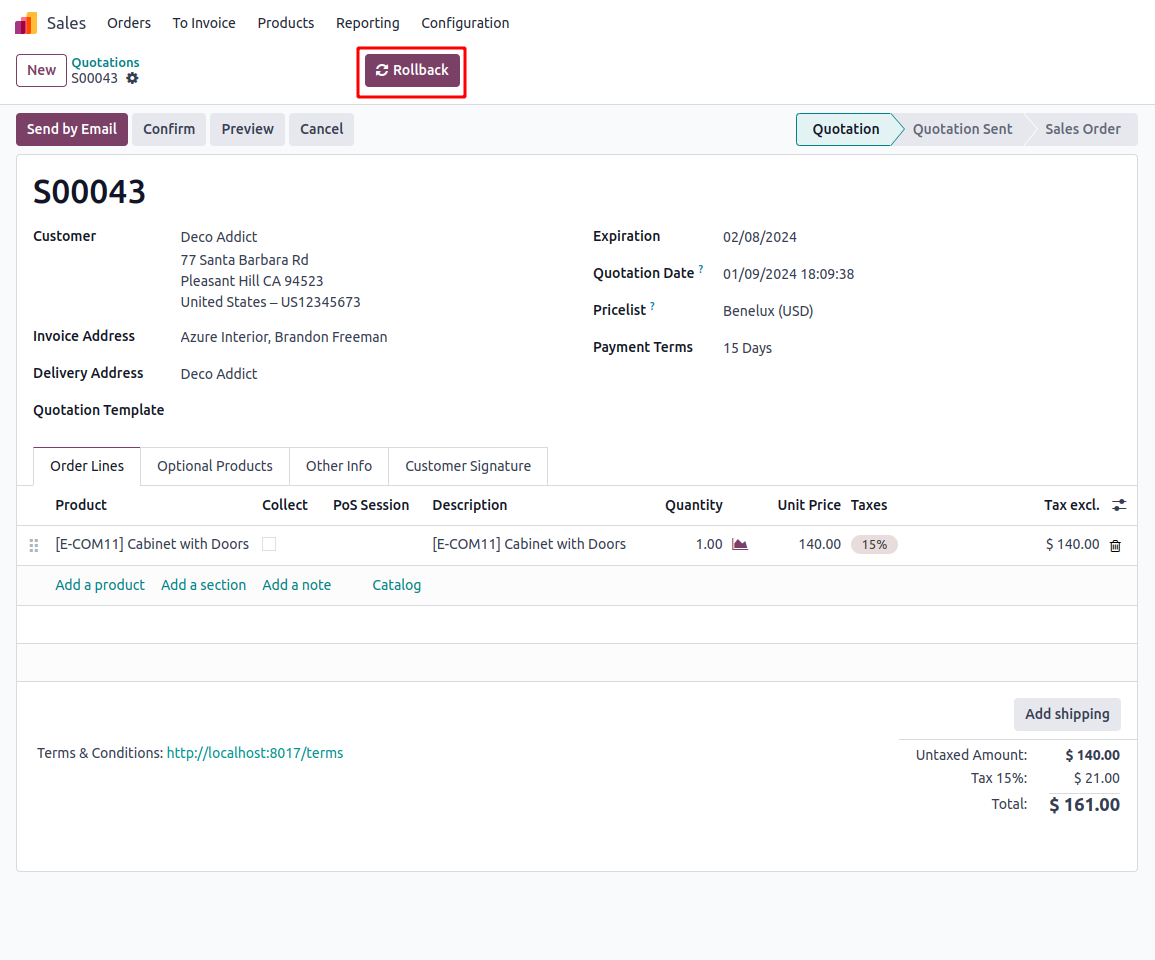 Sales Orders To Invoice Products Reporting Configuration
New Quotations
S00043
Rollback
Send by Email Confirm Preview Cancel Quotation Quotation Sent Sales Order
S00043
Customer Deco Addict
77 Santa Barbara Rd
Pleasant Hill CA 94523
United States – US12345673
Invoice Address Azure Interior, Brandon Freeman
Delivery Address Deco Addict
Quotation Template
Expiration 02/08/2024
Quotation Date ? 01/09/2024 18:09:38
Pricelist ? Benelux (USD)
Payment Terms 15 Days
Order Lines Optional Products Other Info Customer Signature
Product Collect PoS Session Description Quantity Unit Price Taxes Tax excl.
[E-COM11] Cabinet with Doors [E-COM11] Cabinet with Doors 1.00 140.00 15% $ 140.00
Add a product Add a section Add a note Catalog
Add shipping
Terms & Conditions: http://localhost:8017/terms
Untaxed Amount: $ 140.00
Tax 15%: $ 21.00
Total: $ 161.00